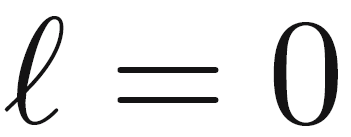 ℓ = 0